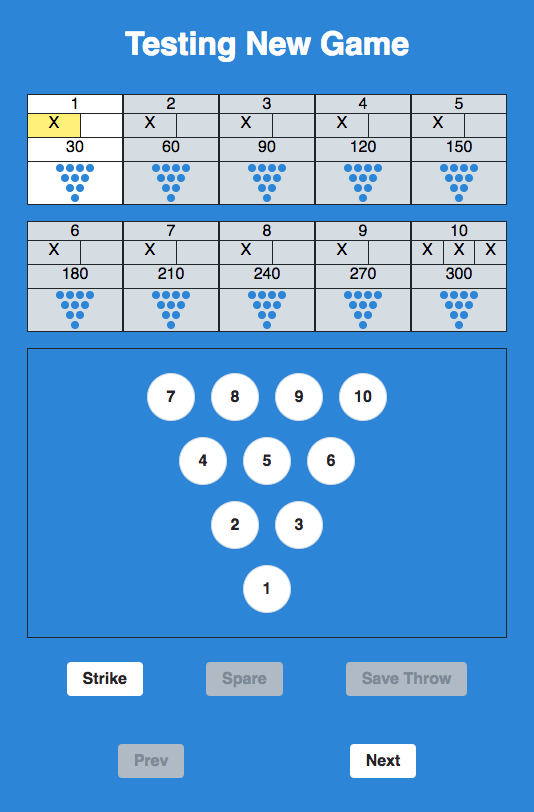 Testing New Game
1 2 3 4 5
X X X X X
30 60 90 120 150
6 7 8 9 10
X X X X X X X
180 210 240 270 300
7 8 9 10
4 5 6
2 3
1
Strike Spare Save Throw
Prev Next